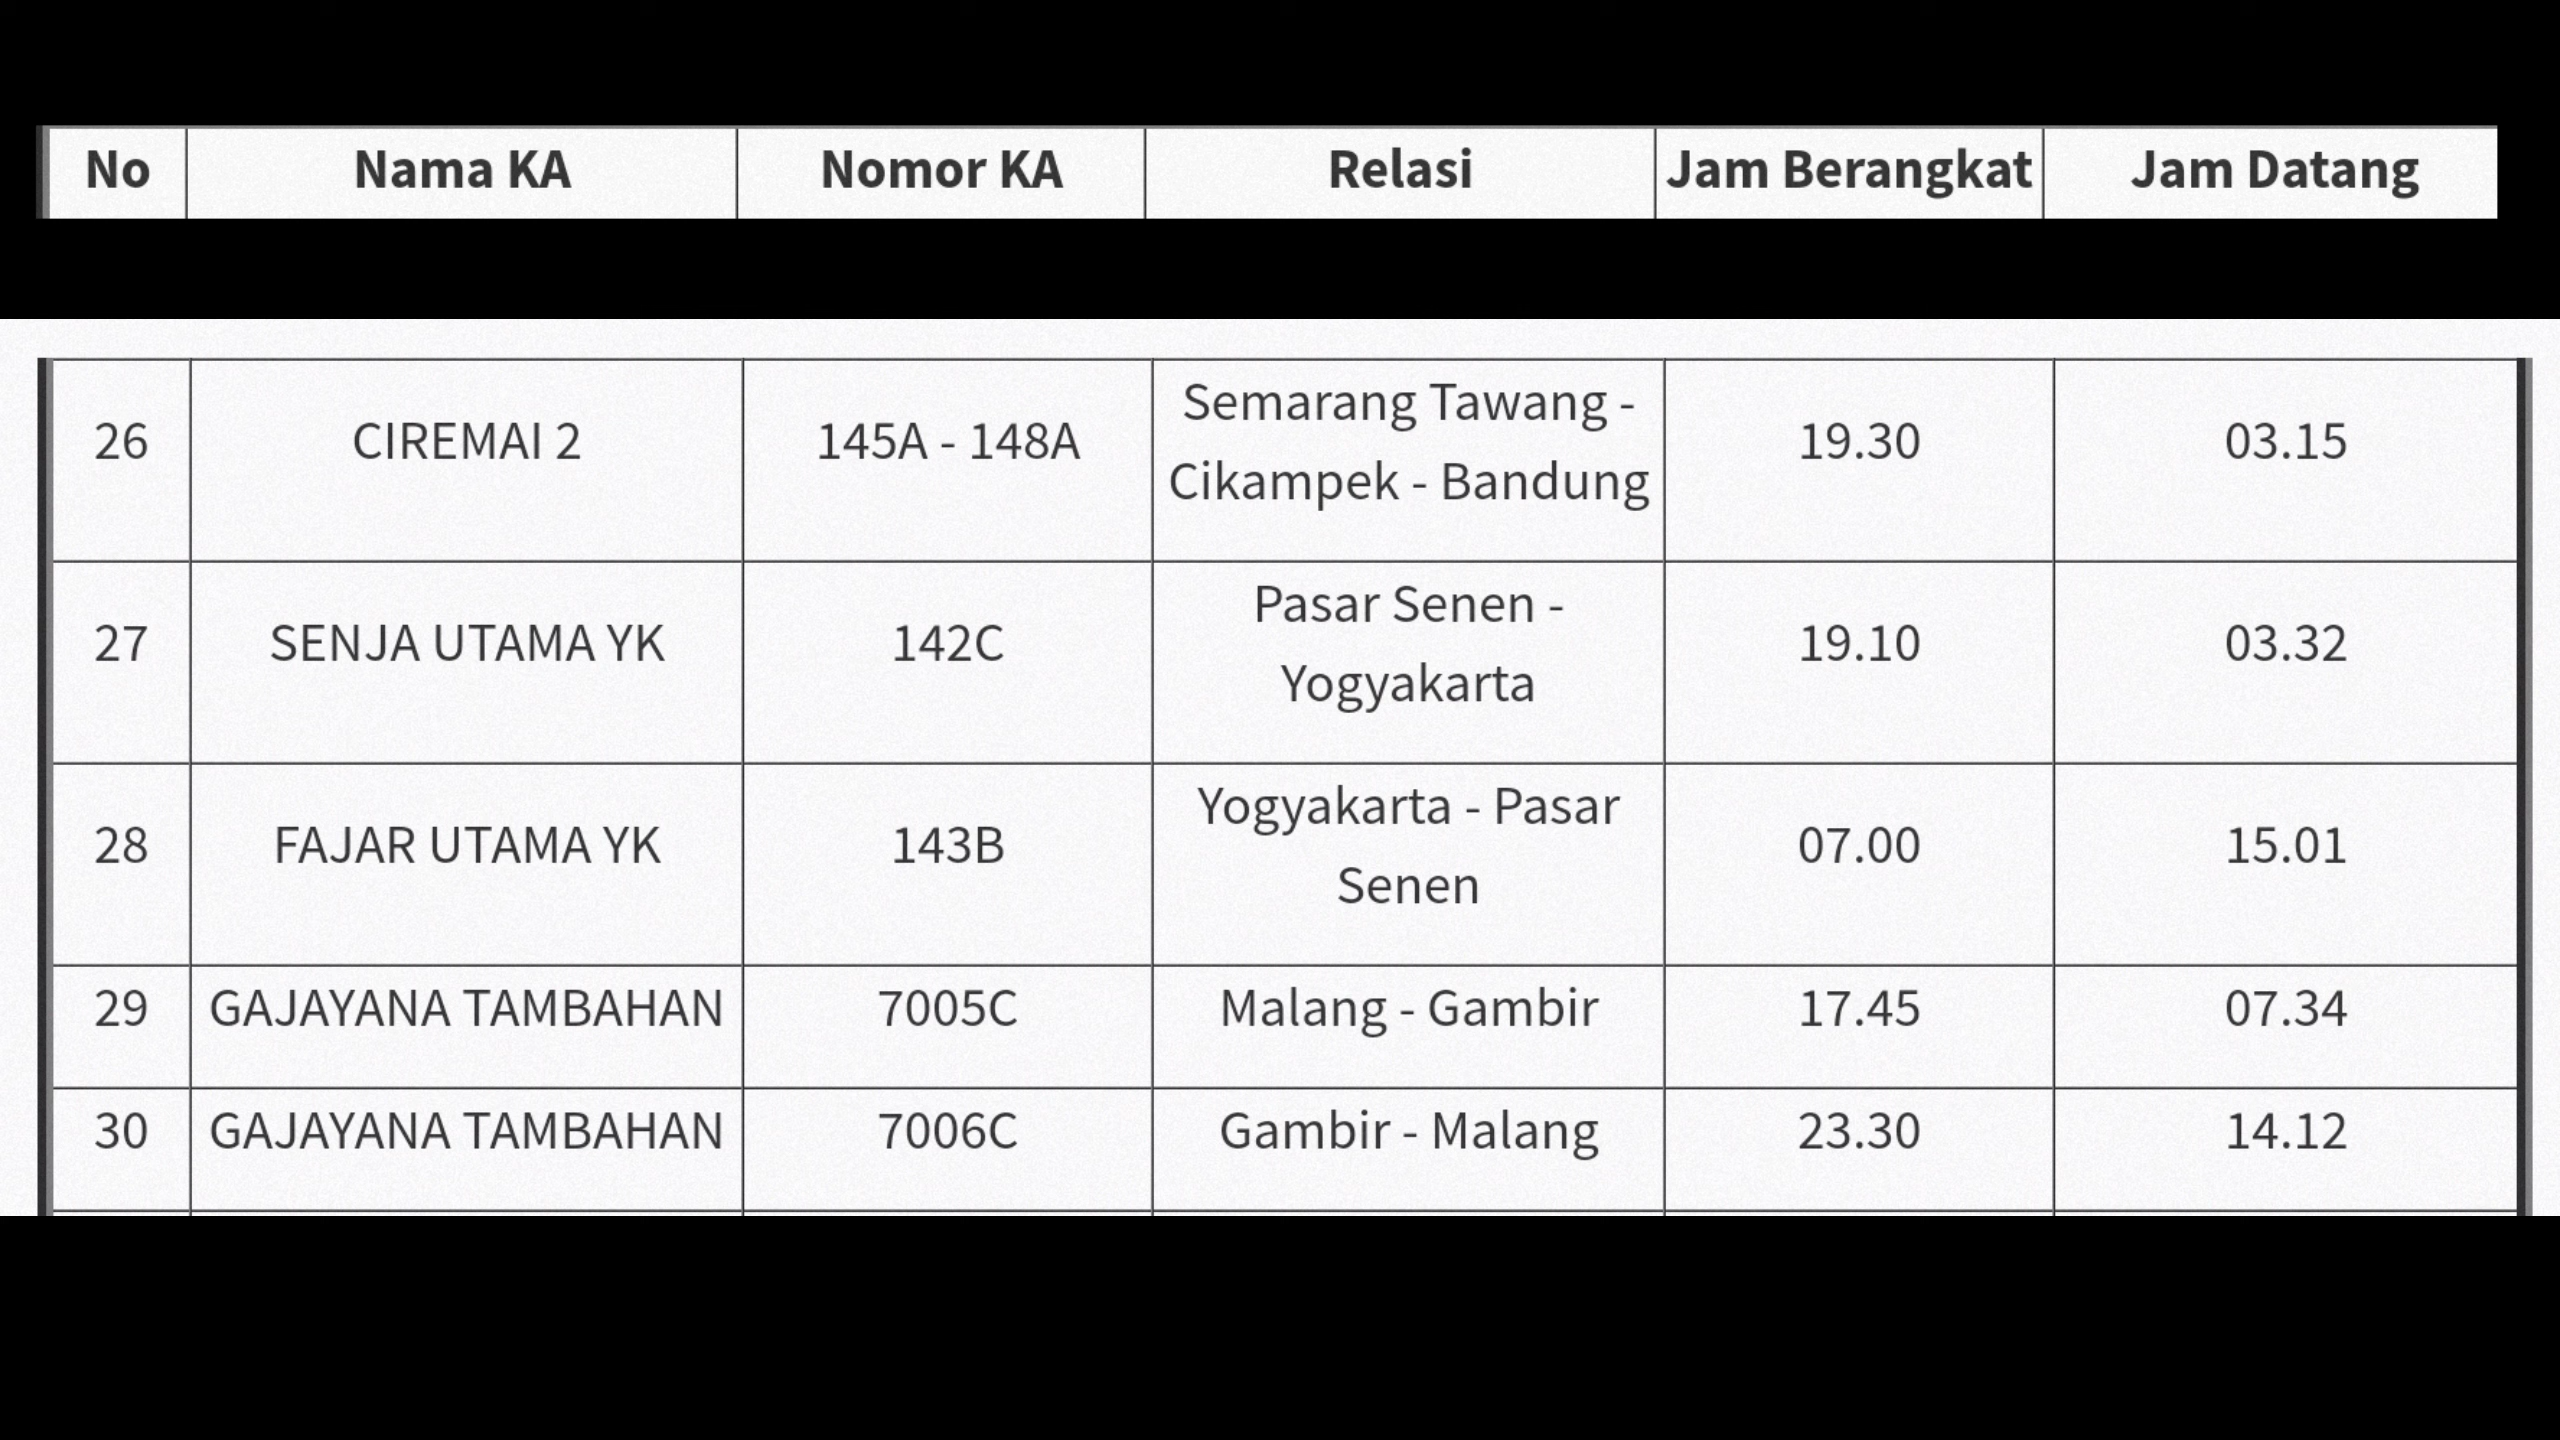 No Nama KA Nomor KA Relasi Jam Berangkat Jam Datang
26 CIREMAI 2 145A - 148A Semarang Tawang - 19.30 03.15
Cikampek - Bandung
27 SENJA UTAMA YK 142C Pasar Senen - 19.10 03.32
Yogyakarta
28 FAJAR UTAMA YK 143B Yogyakarta - Pasar 07.00 15.01
Senen
29 GAJAYANA TAMBAHAN 7005C Malang - Gambir 17.45 07.34
30 GAJAYANA TAMBAHAN 7006C Gambir - Malang 23.30 14.12